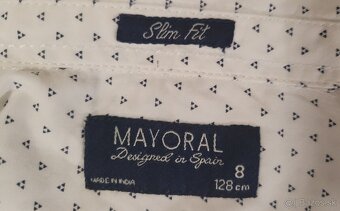 Slim Fit
MAYORAL
Designed in Spain
8
MADE IN INDIA
128 cm